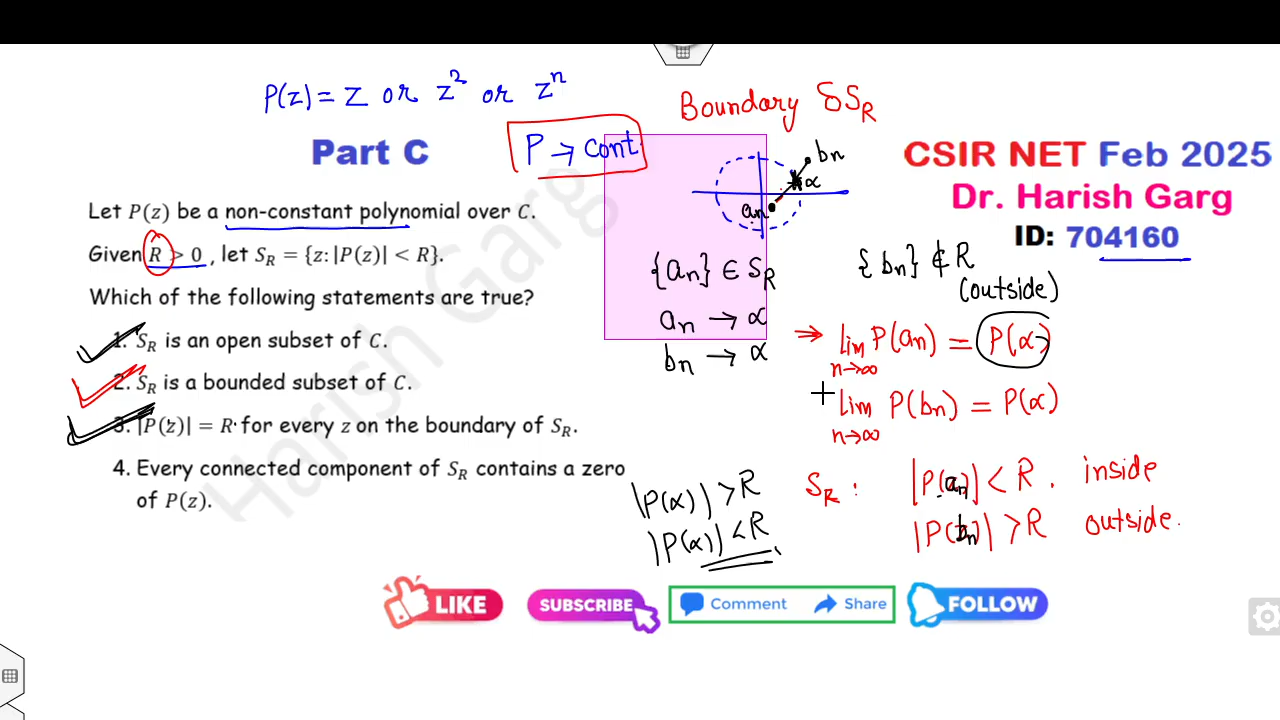 P(z) = z or z² or zⁿ
Boundary δS_R
P → cont.
bn
α
an
Part C
CSIR NET Feb 2025
Dr. Harish Garg
ID: 704160
Let P(z) be a non-constant polynomial over C.
Given R > 0, let S_R = {z: |P(z)| < R}.
Which of the following statements are true?
1. S_R is an open subset of C.
2. S_R is a bounded subset of C.
3. |P(z)| = R for every z on the boundary of S_R.
4. Every connected component of S_R contains a zero
of P(z).
{an} ∈ S_R
an → α
bn → α
{bn} ∉ R
(outside)
⇒ lim P(an) = P(α)
n→∞
lim P(bn) = P(α)
n→∞
|P(α)| > R
|P(α)| < R
S_R : |P(an)| < R . inside
|P(bn)| > R outside.
Harish Garg
LIKE
SUBSCRIBE
Comment
Share
FOLLOW